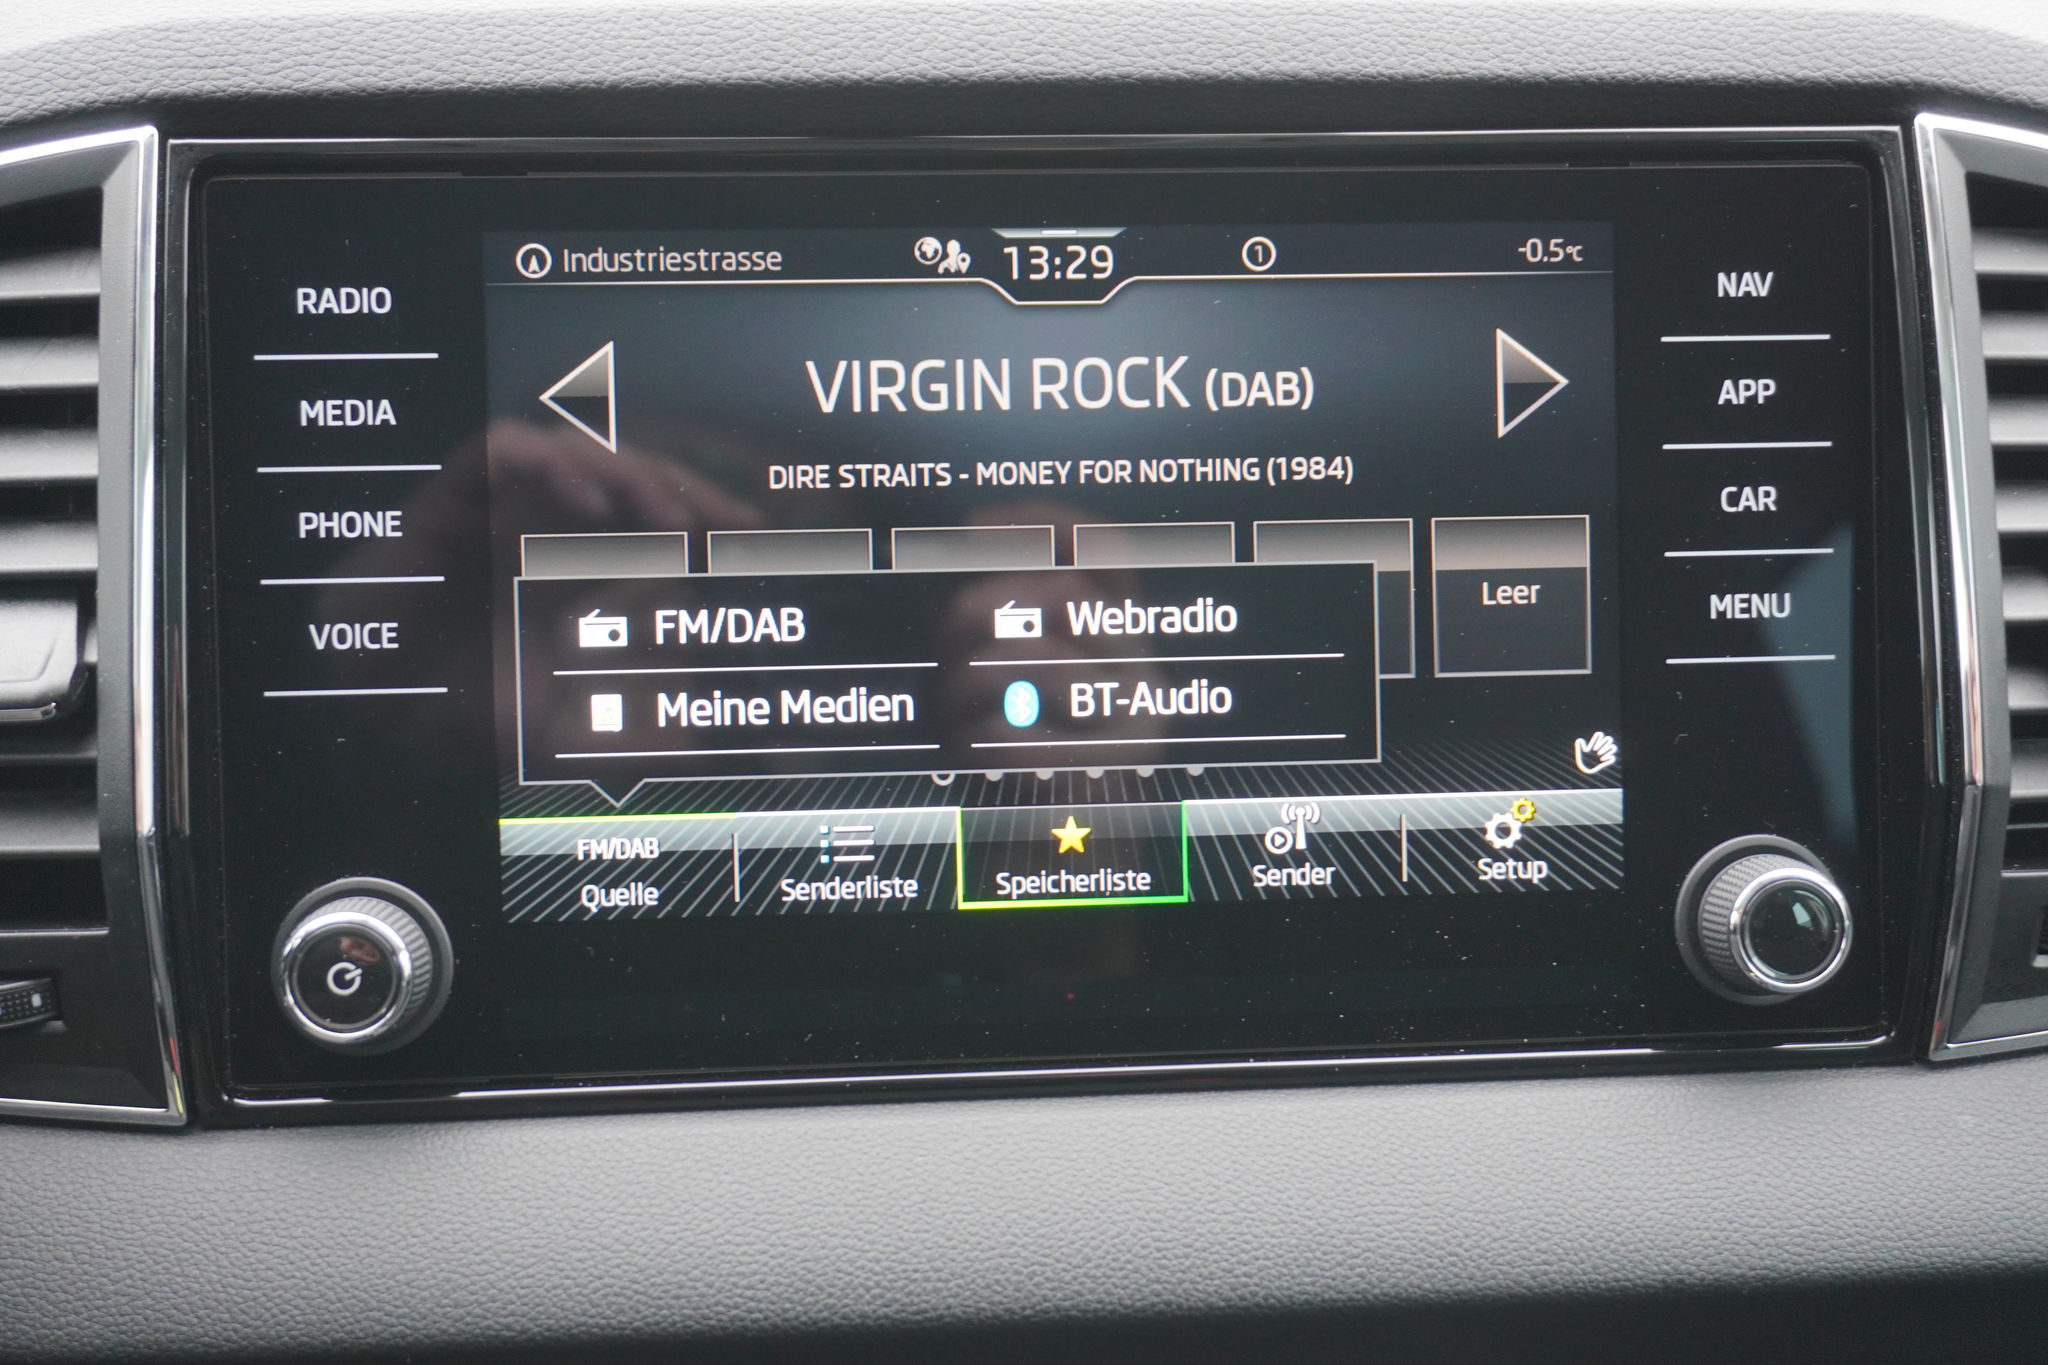 Industriestrasse
13:29
1
-0.5°C
RADIO
MEDIA
PHONE
VOICE
VIRGIN ROCK (DAB)
DIRE STRAITS - MONEY FOR NOTHING (1984)
Leer
FM/DAB
Webradio
Meine Medien
BT-Audio
FM/DAB
Quelle
Senderliste
Speicherliste
Sender
Setup
NAV
APP
CAR
MENU